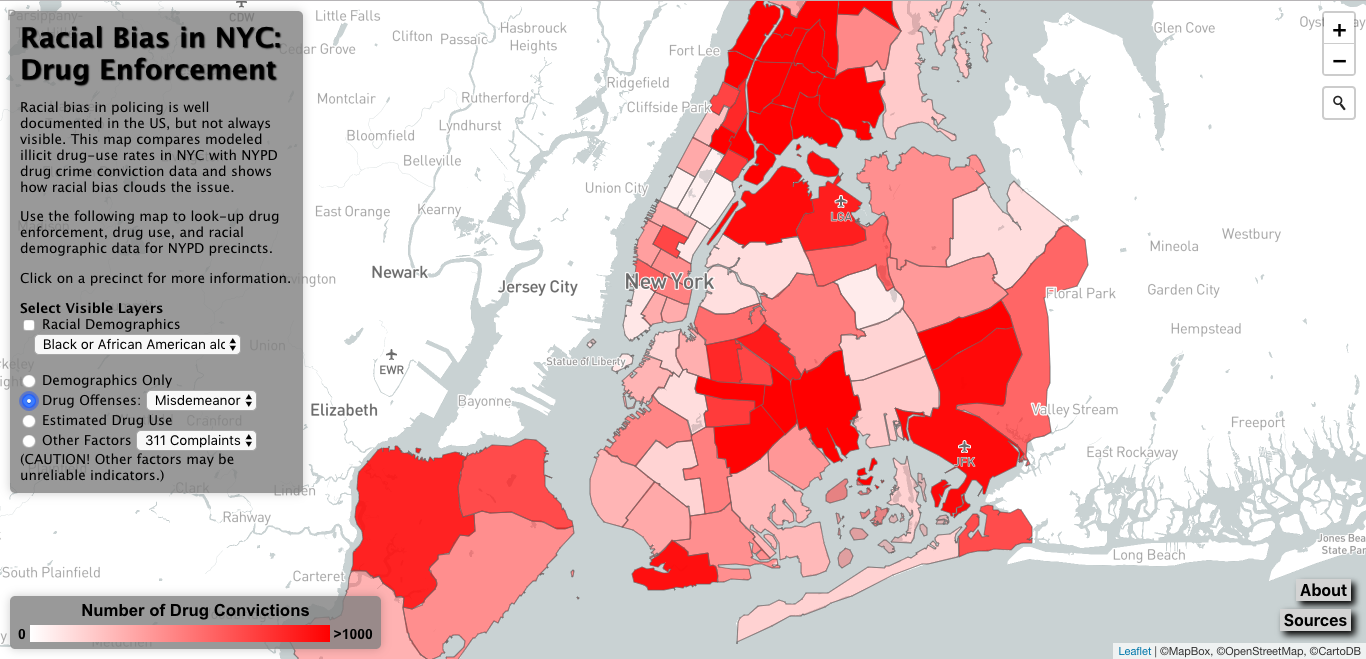 Racial Bias in NYC:
Drug Enforcement
Racial bias in policing is well
documented in the US, but not always
visible. This map compares modeled
illicit drug-use rates in NYC with NYPD
drug crime conviction data and shows
how racial bias clouds the issue.
Use the following map to look-up drug
enforcement, drug use, and racial
demographic data for NYPD precincts.
Click on a precinct for more information.
Select Visible Layers
Racial Demographics
Black or African American alc
Demographics Only
Drug Offenses: Misdemeanor
Estimated Drug Use
Other Factors 311 Complaints
(CAUTION! Other factors may be
unreliable indicators.)
Number of Drug Convictions
0 >1000
CDW
Little Falls
Clifton
Passaic
Hasbrouck
Heights
Fort Lee
Cedar Grove
Ridgefield
Montclair
Rutherford
Cliffside Park
Lyndhurst
Bloomfield
Belleville
Union City
East Orange
Kearny
LGA
Newark
Jersey City
New York
Glen Cove
Westbury
Mineola
Floral Park
Garden City
Hempstead
Union
EWR
Statue of Liberty
Bayonne
Elizabeth
Cranford
Valley Stream
Freeport
JFK
East Rockaway
Clark
Linden
Rahway
South Plainfield
Carteret
Metuchen
Long Beach
Jones Bea
State Par
+
−
About
Sources
Leaflet | ©MapBox, ©OpenStreetMap, ©CartoDB